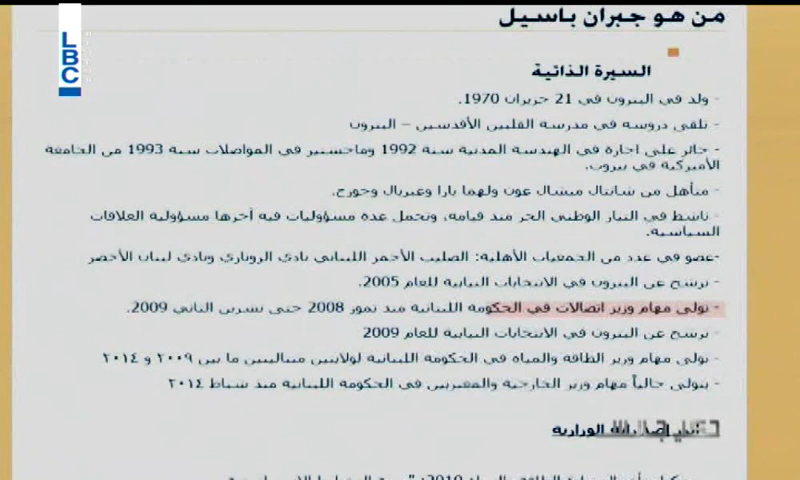 من هو جبران باسيل
LBC
السيرة الذاتية
- ولد في البترون في 21 حزيران 1970.
- تلقى دروسه في مدرسة القلبين الأقدسين – البترون
- حائز على اجازة في الهندسة المدنية سنة 1992 وماجستير في المواصلات سنة 1993 من الجامعة
الأميركية في بيروت.
- متأهل من شانتال ميشال عون ولهما يارا وغبريال وجورج.
- ناشط في التيار الوطني الحر منذ قيامه، وتحمل عدة مسؤوليات فيه آخرها مسؤولية العلاقات
السياسية.
-عضو في عدد من الجمعيات الأهلية: الصليب الأحمر اللبناني نادي الروتاري ونادي لبنان الأخضر
- ترشح عن البترون في الانتخابات النيابية للعام 2005.
- تولى مهام وزير اتصالات في الحكومة اللبنانية منذ تموز 2008 حتى تشرين الثاني 2009.
- ترشح عن البترون في الانتخابات النيابية للعام 2009
- تولى مهام وزير الطاقة والمياه في الحكومة اللبنانية لولايتين متتاليتين ما بين ٢٠٠٩ و ٢٠١٤
- يتولى حالياً مهام وزير الخارجية والمغتربين في الحكومة اللبنانية منذ شباط ٢٠١٤
الوزارية